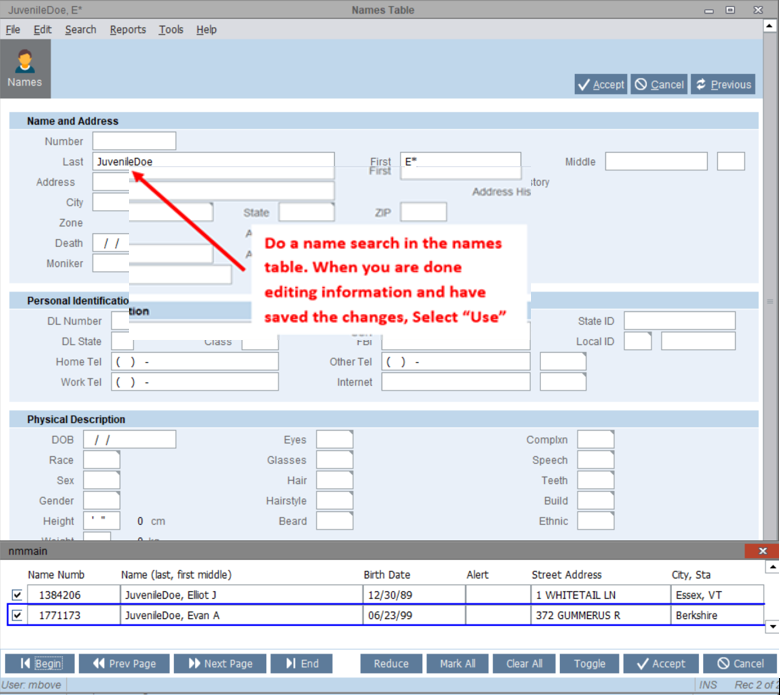 JuvenileDoe, E* Names Table
File Edit Search Reports Tools Help
Names
Accept Cancel Previous
Name and Address
Number
Last JuvenileDoe First E* Middle
First
Address Address His tory
City State ZIP
Zone
Death / /
Moniker
Do a name search in the names
table. When you are done
editing information and have
saved the changes, Select “Use”
Personal Identificatio
tion
DL Number State ID
DL State Class FBI Local ID
Home Tel ( ) - Other Tel ( ) -
Work Tel ( ) - Internet
Physical Description
DOB / / Eyes Complxn
Race Glasses Speech
Sex Hair Teeth
Gender Hairstyle Build
Height ' " 0 cm Beard Ethnic
nmmain
Name Numb Name (last, first middle) Birth Date Alert Street Address City, Sta
1384206 JuvenileDoe, Elliot J 12/30/89 1 WHITETAIL LN Essex, VT
1771173 JuvenileDoe, Evan A 06/23/99 372 GUMMERUS R Berkshire
Begin Prev Page Next Page End Reduce Mark All Clear All Toggle Accept Cancel
User: mbove INS Rec 2 of